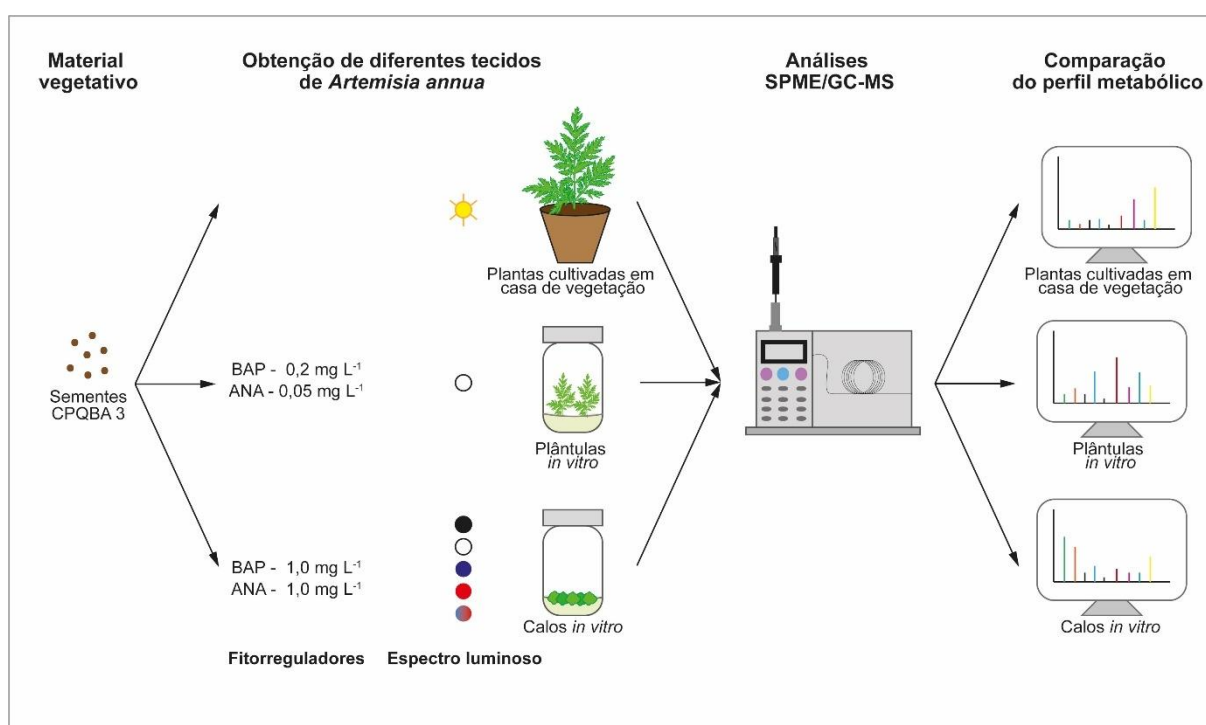 Material
vegetativo
Obtenção de diferentes tecidos
de Artemisia annua
Análises
SPME/GC-MS
Comparação
do perfil metabólico
Plantas cultivadas em
casa de vegetação
Plantas cultivadas em
casa de vegetação
Sementes
CPQBA 3
BAP - 0,2 mg L⁻¹
ANA - 0,05 mg L⁻¹
Plântulas
in vitro
Plântulas
in vitro
BAP - 1,0 mg L⁻¹
ANA - 1,0 mg L⁻¹
Calos in vitro
Calos in vitro
Fitorreguladores
Espectro luminoso